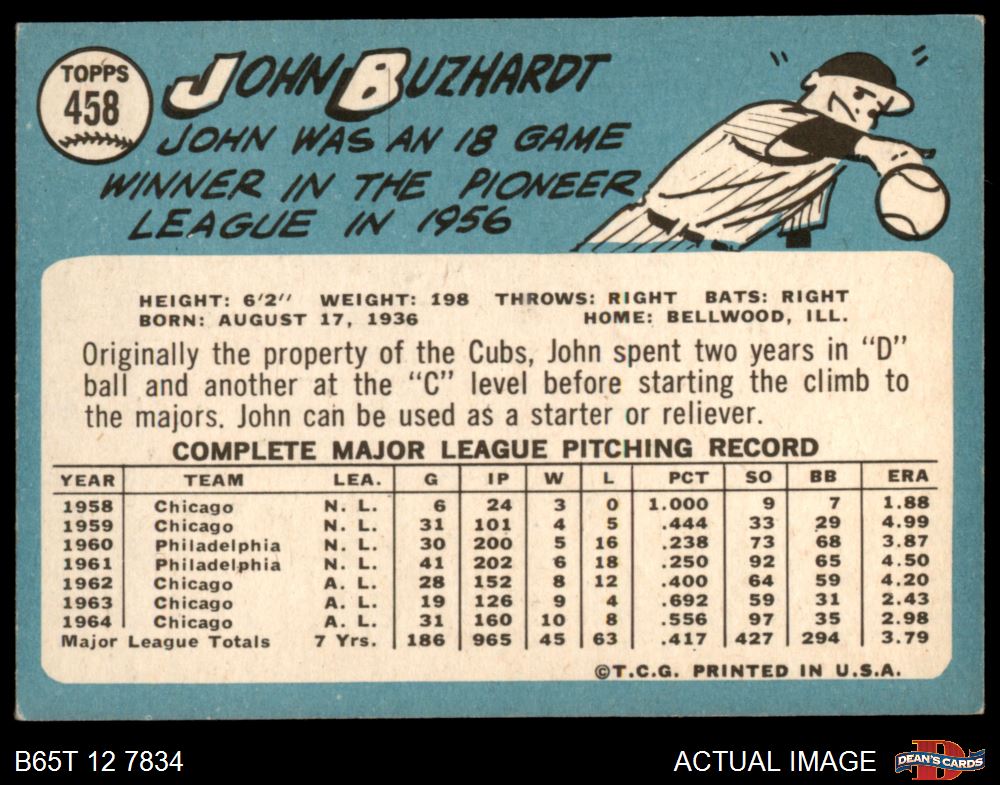 TOPPS
458
JOHN BUZHARDT
JOHN WAS AN 18 GAME
WINNER IN THE PIONEER
LEAGUE IN 1956
HEIGHT: 6'2" WEIGHT: 198 THROWS: RIGHT BATS: RIGHT
BORN: AUGUST 17, 1936 HOME: BELLWOOD, ILL.
Originally the property of the Cubs, John spent two years in "D"
ball and another at the "C" level before starting the climb to
the majors. John can be used as a starter or reliever.
COMPLETE MAJOR LEAGUE PITCHING RECORD
YEAR TEAM LEA. G IP W L PCT SO BB ERA
1958 Chicago N. L. 6 24 3 0 1.000 9 7 1.88
1959 Chicago N. L. 31 101 4 5 .444 33 29 4.99
1960 Philadelphia N. L. 30 200 5 16 .238 73 68 3.87
1961 Philadelphia N. L. 41 202 6 18 .250 92 65 4.50
1962 Chicago A. L. 28 152 8 12 .400 64 59 4.20
1963 Chicago A. L. 19 126 9 4 .692 59 31 2.43
1964 Chicago A. L. 31 160 10 8 .556 97 35 2.98
Major League Totals 7 Yrs. 186 965 45 63 .417 427 294 3.79
©T.C.G. PRINTED IN U.S.A.
B65T 12 7834 ACTUAL IMAGE DEAN'S CARDS